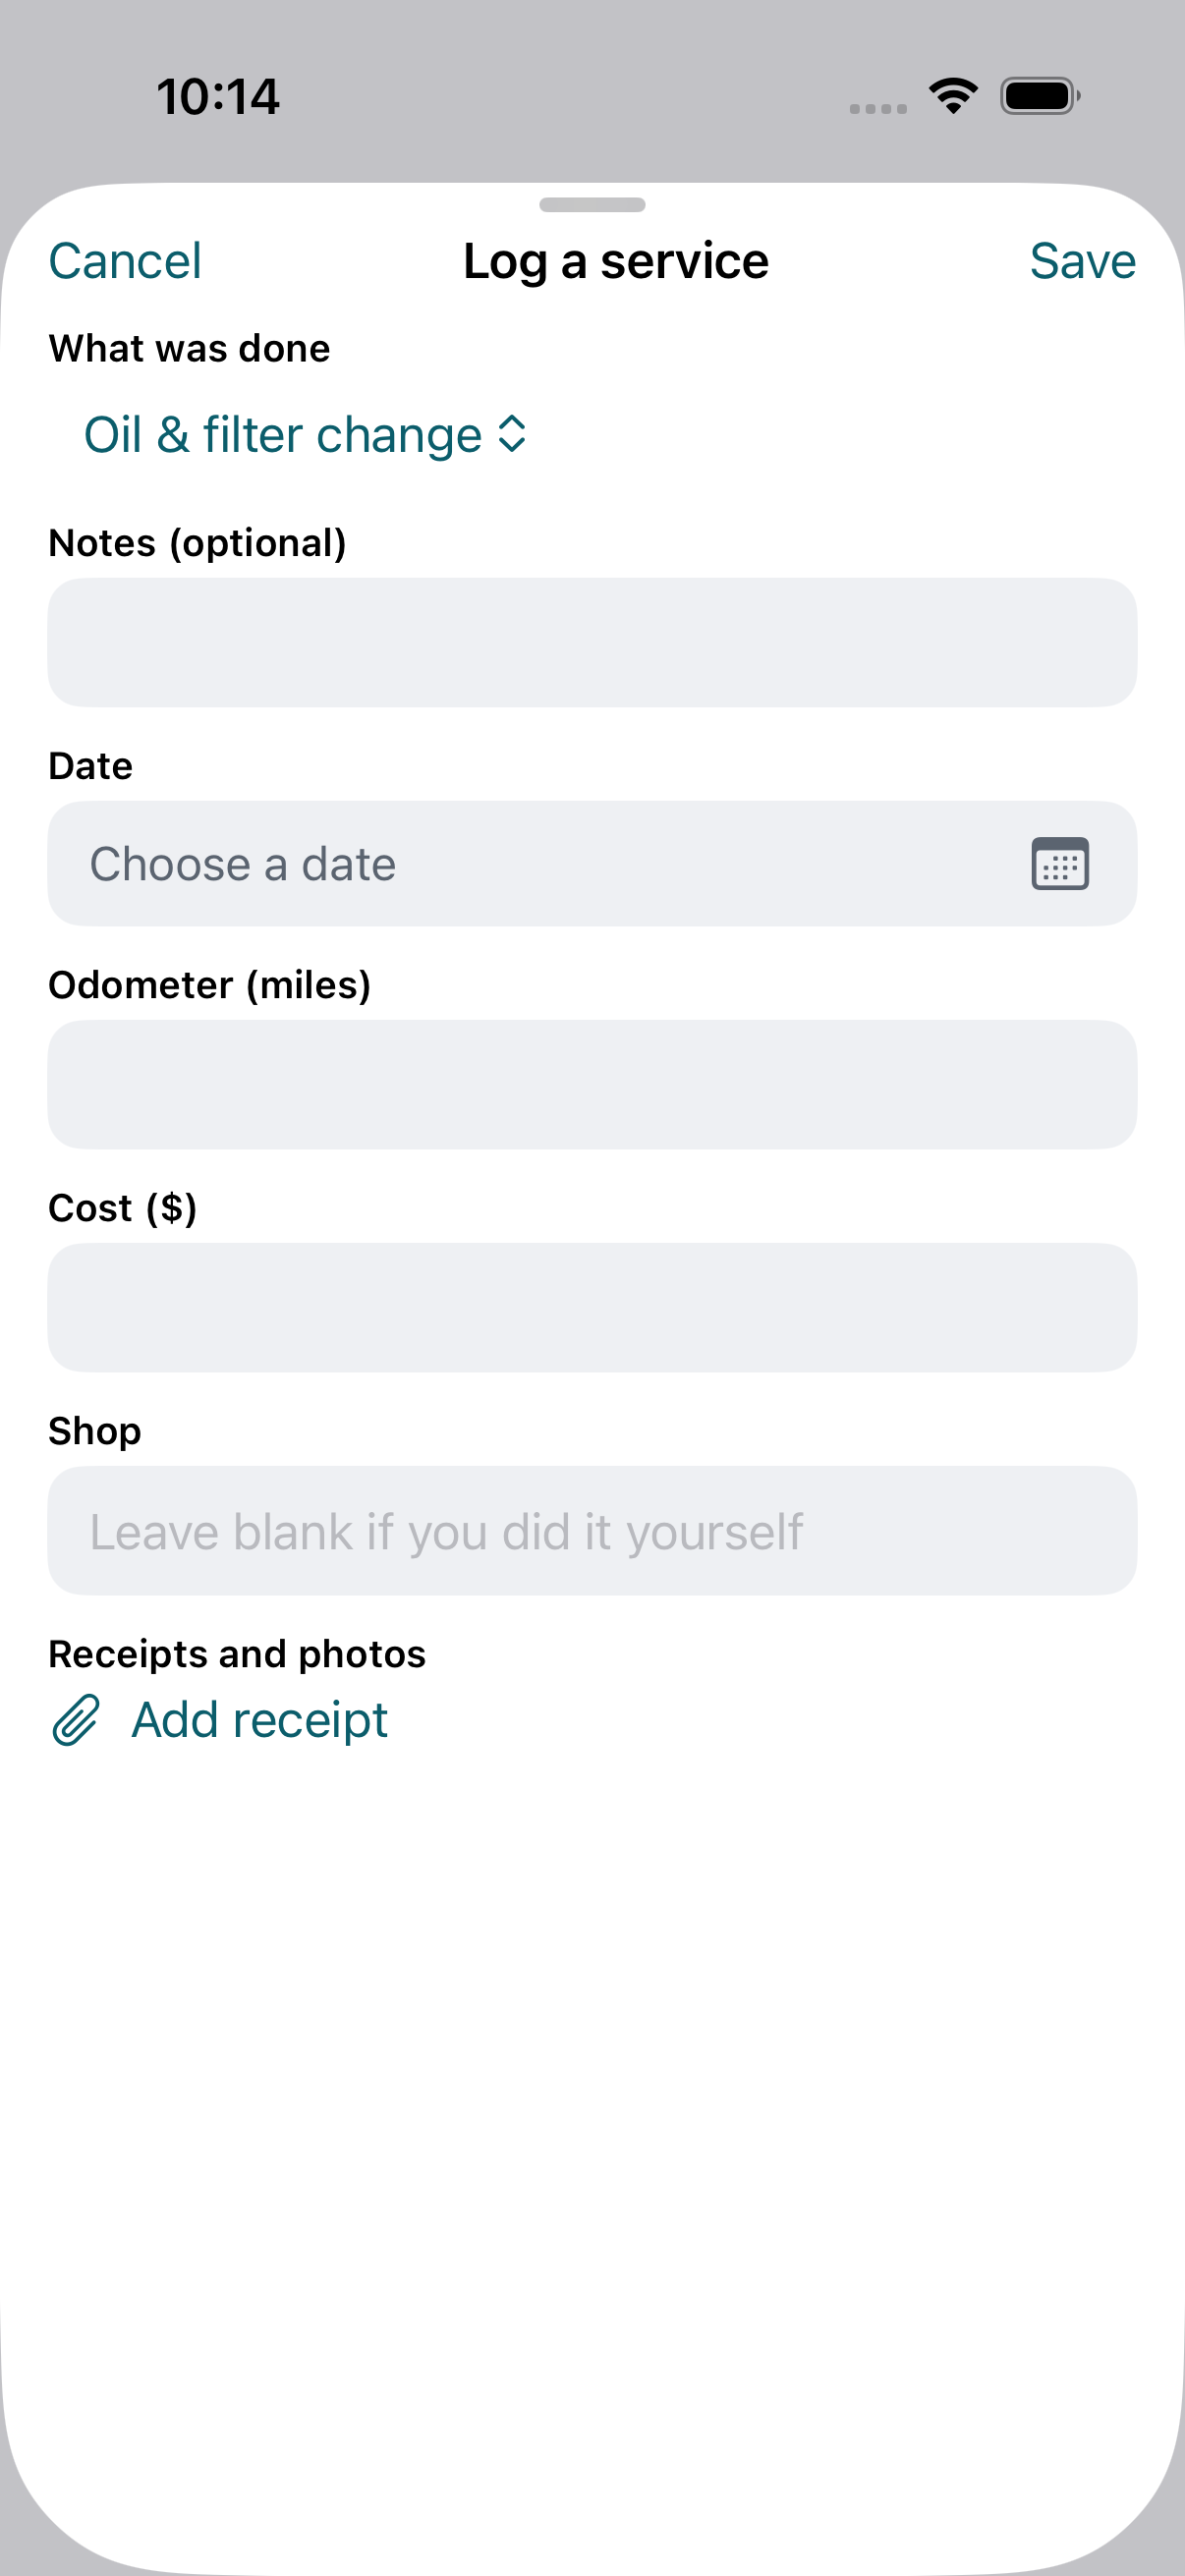 10:14
Cancel Log a service Save
What was done
Oil & filter change
Notes (optional)
Date
Choose a date
Odometer (miles)
Cost ($)
Shop
Leave blank if you did it yourself
Receipts and photos
Add receipt